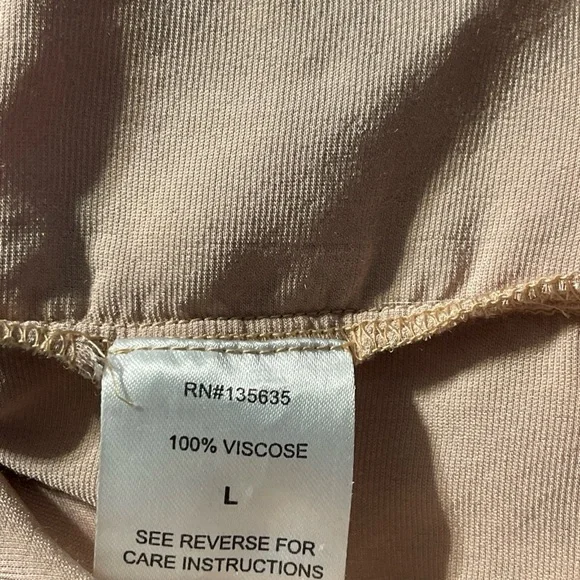 RN#135635
100% VISCOSE
L
SEE REVERSE FOR
CARE INSTRUCTIONS